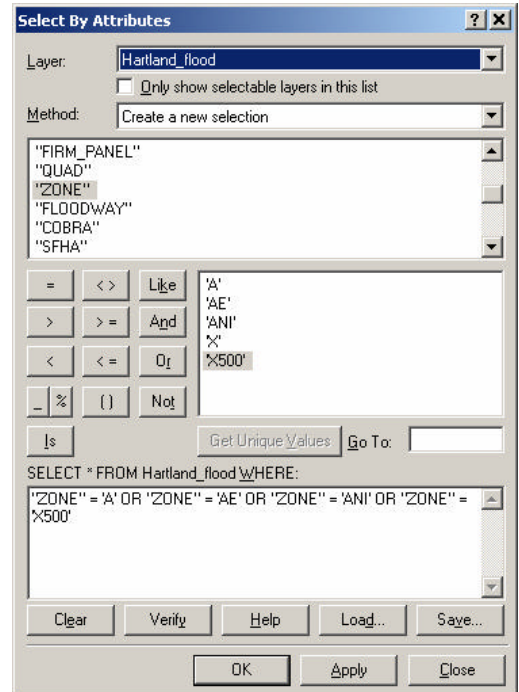 Select By Attributes
Layer: Hartland_flood
Only show selectable layers in this list
Method: Create a new selection
"FIRM_PANEL"
"QUAD"
"ZONE"
"FLOODWAY"
"COBRA"
"SFHA"
= < > Like
> > = And
< < = Or
_ % ( ) Not
Is
'A'
'AE'
'ANI'
'X'
'X500'
Get Unique Values Go To:
SELECT * FROM Hartland_flood WHERE:
"ZONE" = 'A' OR "ZONE" = 'AE' OR "ZONE" = 'ANI' OR "ZONE" =
'X500'
Clear Verify Help Load... Save...
OK Apply Close